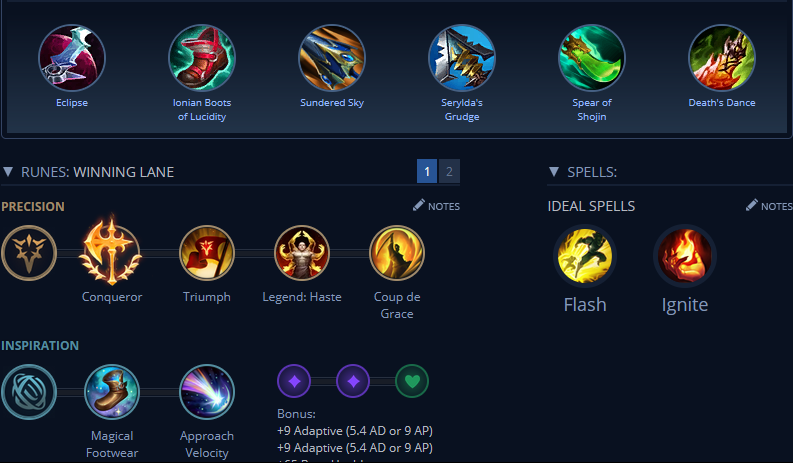 Eclipse
Ionian Boots
of Lucidity
Sundered Sky
Serylda's
Grudge
Spear of
Shojin
Death's Dance
RUNES: WINNING LANE
1
2
PRECISION
NOTES
Conqueror
Triumph
Legend: Haste
Coup de
Grace
INSPIRATION
Magical
Footwear
Approach
Velocity
Bonus:
+9 Adaptive (5.4 AD or 9 AP)
+9 Adaptive (5.4 AD or 9 AP)
SPELLS:
IDEAL SPELLS
NOTES
Flash
Ignite